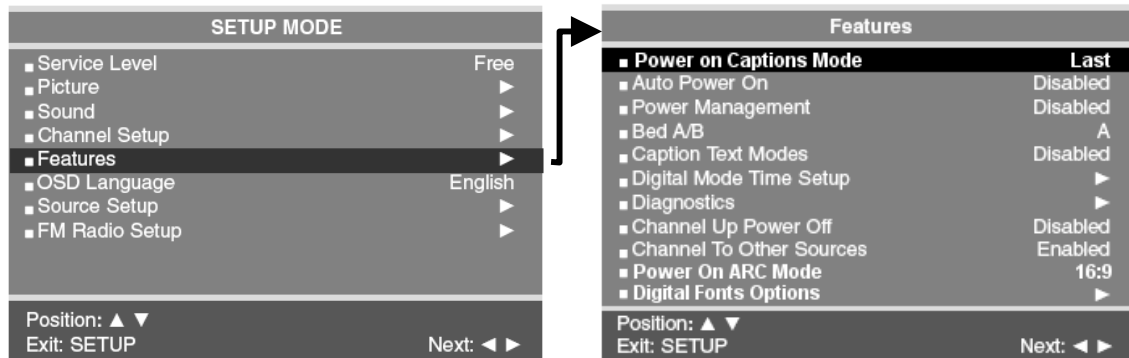 SETUP MODE
■ Service Level Free
■ Picture ►
■ Sound ►
■ Channel Setup ►
■ Features ►
■ OSD Language English
■ Source Setup ►
■ FM Radio Setup ►
Position: ▲ ▼
Exit: SETUP Next: ◄ ►
Features
■ Power on Captions Mode Last
■ Auto Power On Disabled
■ Power Management Disabled
■ Bed A/B A
■ Caption Text Modes Disabled
■ Digital Mode Time Setup ►
■ Diagnostics ►
■ Channel Up Power Off Disabled
■ Channel To Other Sources Enabled
■ Power On ARC Mode 16:9
■ Digital Fonts Options ►
Position: ▲ ▼
Exit: SETUP Next: ◄ ►